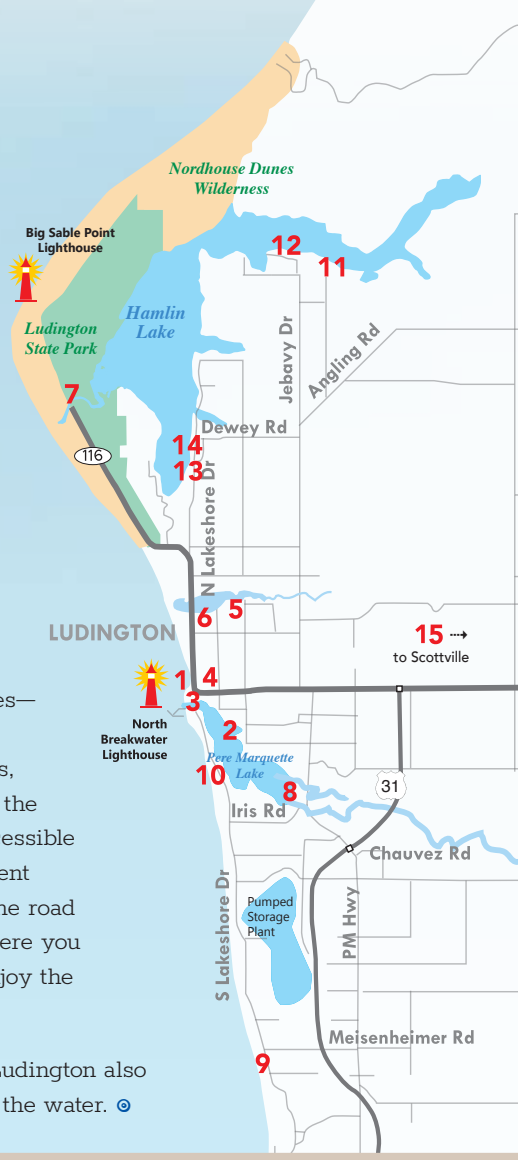 Nordhouse Dunes
Wilderness
Big Sable Point
Lighthouse
12
11
Hamlin
Lake
Ludington
State Park
Jebavy Dr
Angling Rd
7
Dewey Rd
116
14
13
N Lakeshore Dr
5
6
LUDINGTON
15
to Scottville
1
4
3
es—
North
Breakwater
Lighthouse
2
Pere Marquette
Lake
s,
10
8
31
the
Iris Rd
essible
Chauvez Rd
ent
S Lakeshore Dr
Pumped
Storage
Plant
PM Hwy
he road
ere you
joy the
Meisenheimer Rd
9
Ludington also
the water.